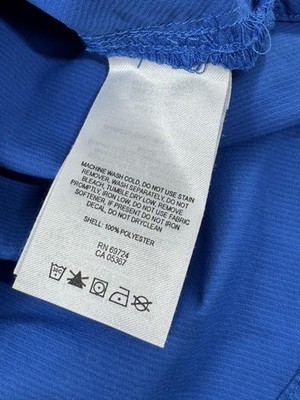 MACHINE WASH COLD, DO NOT USE STAIN
REMOVER, WASH SEPARATELY, DO NOT
BLEACH, TUMBLE DRY LOW, REMOVE
PROMPTLY, IRON LOW, DO NOT USE FABRIC
SOFTENER, IF PRESENT DO NOT IRON
DECAL, DO NOT DRYCLEAN
SHELL: 100% POLYESTER
RN 69724
CA 05367